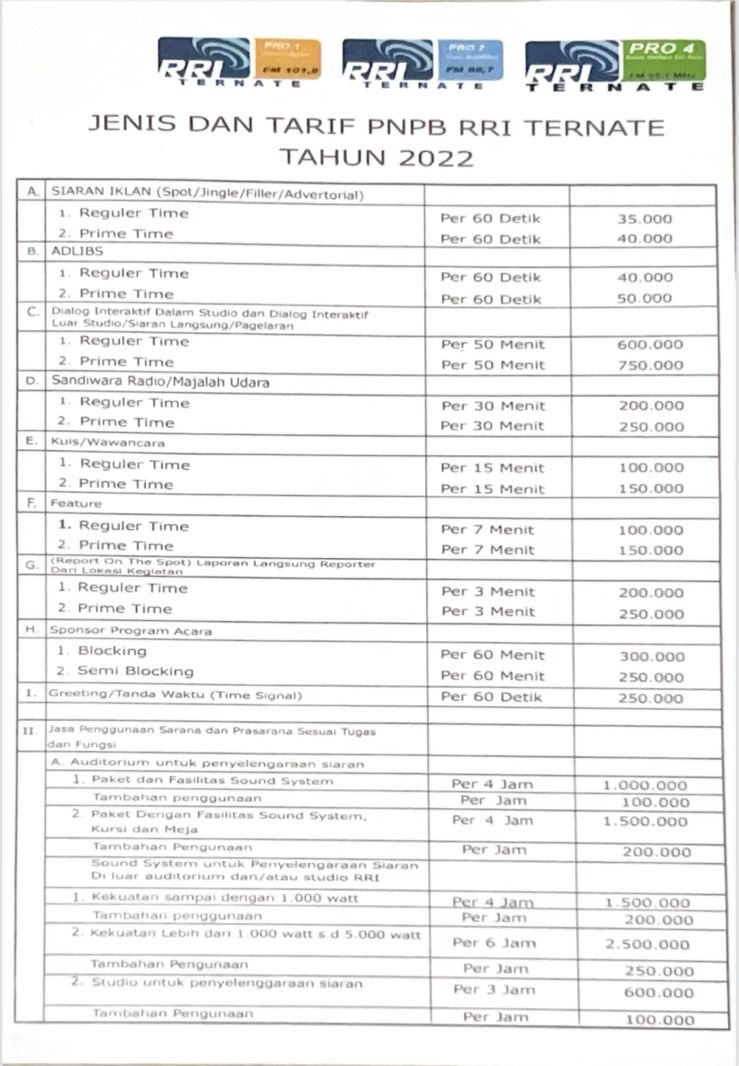 RRI PRO 1 FM 101,8 TERNATE
RRI PRO 2 FM 88,7 TERNATE
RRI PRO 4 TERNATE
JENIS DAN TARIF PNPB RRI TERNATE
TAHUN 2022
A. SIARAN IKLAN (Spot/Jingle/Filler/Advertorial)
1. Reguler Time Per 60 Detik 35.000
2. Prime Time Per 60 Detik 40.000
B. ADLIBS
1. Reguler Time Per 60 Detik 40.000
2. Prime Time Per 60 Detik 50.000
C. Dialog Interaktif Dalam Studio dan Dialog Interaktif
Luar Studio/Siaran Langsung/Pagelaran
1. Reguler Time Per 50 Menit 600.000
2. Prime Time Per 50 Menit 750.000
D. Sandiwara Radio/Majalah Udara
1. Reguler Time Per 30 Menit 200.000
2. Prime Time Per 30 Menit 250.000
E. Kuis/Wawancara
1. Reguler Time Per 15 Menit 100.000
2. Prime Time Per 15 Menit 150.000
F. Feature
1. Reguler Time Per 7 Menit 100.000
2. Prime Time Per 7 Menit 150.000
G. (Report On The Spot) Laporan Langsung Reporter
Dari Lokasi Kegiatan
1. Reguler Time Per 3 Menit 200.000
2. Prime Time Per 3 Menit 250.000
H. Sponsor Program Acara
1. Blocking Per 60 Menit 300.000
2. Semi Blocking Per 60 Menit 250.000
I. Greeting/Tanda Waktu (Time Signal) Per 60 Detik 250.000
II. Jasa Penggunaan Sarana dan Prasarana Sesuai Tugas
dan Fungsi
A. Auditorium untuk penyelengaraan siaran
1. Paket dan Fasilitas Sound System Per 4 Jam 1.000.000
Tambahan penggunaan Per Jam 100.000
2. Paket Dengan Fasilitas Sound System, Per 4 Jam 1.500.000
Kursi dan Meja
Tambahan Pengunaan Per Jam 200.000
Sound System untuk Penyelengaraan Siaran
Di luar auditorium dan/atau studio RRI
1. Kekuatan sampai dengan 1.000 watt Per 4 Jam 1.500.000
Tambahan penggunaan Per Jam 200.000
2. Kekuatan Lebih dari 1.000 watt s.d 5.000 watt Per 6 Jam 2.500.000
Tambahan Pengunaan Per Jam 250.000
2. Studio untuk penyelenggaraan siaran Per 3 Jam 600.000
Tambahan Pengunaan Per Jam 100.000